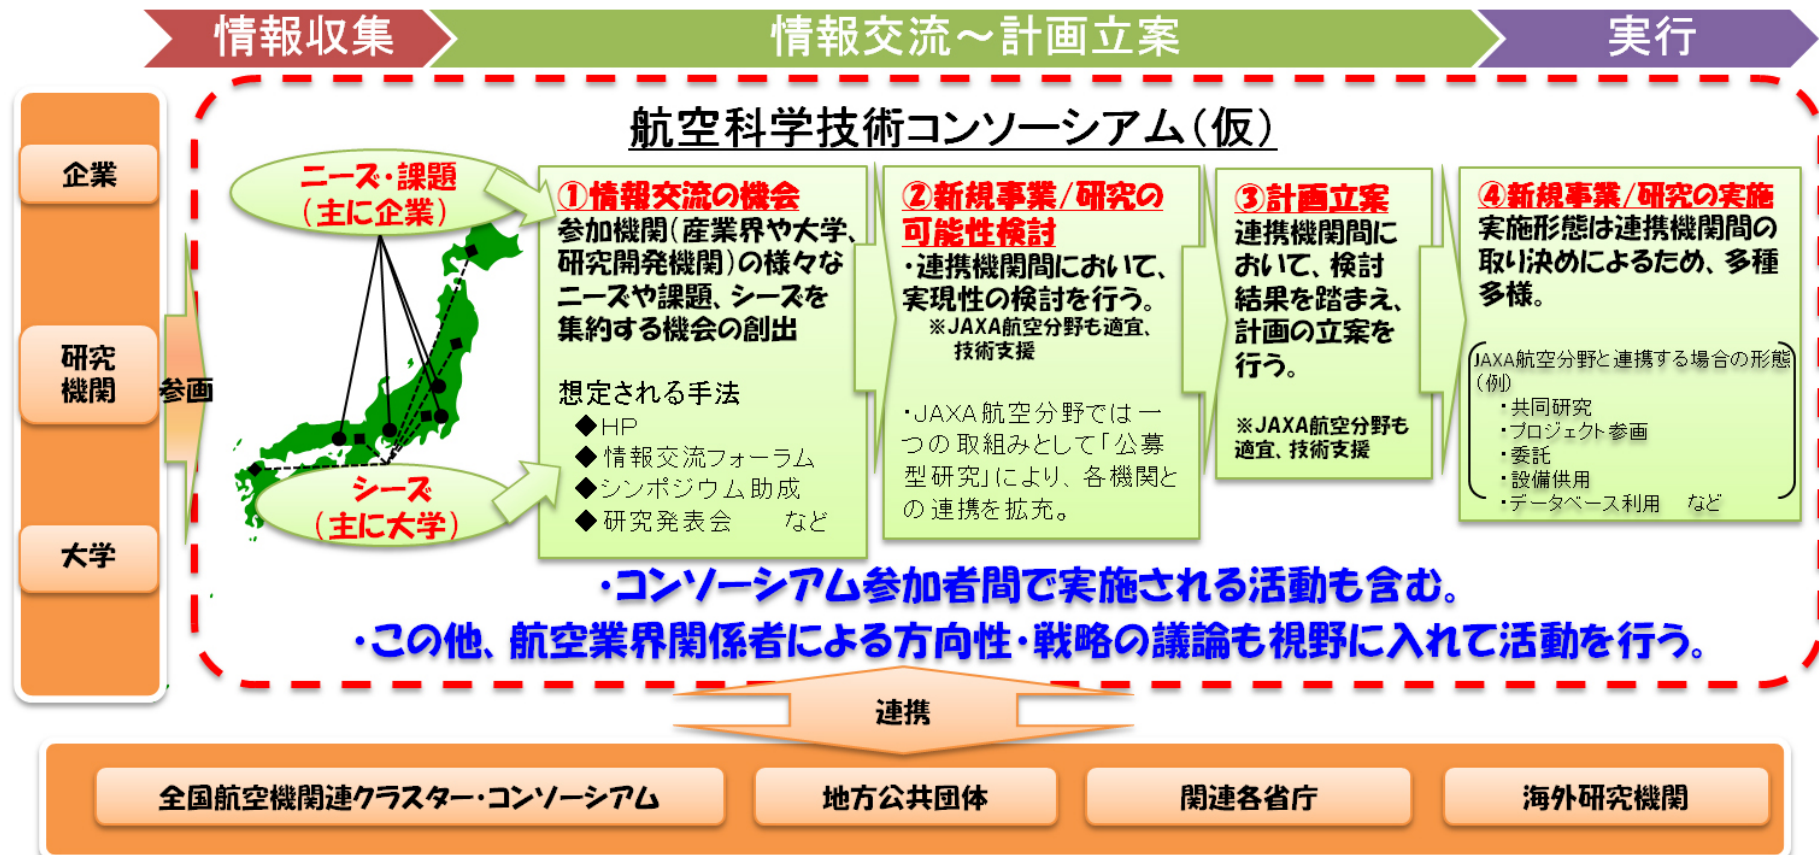 情報収集
情報交流～計画立案
実行
航空科学技術コンソーシアム（仮）
企業
研究
機関
大学
参画
ニーズ・課題
（主に企業）
シーズ
（主に大学）
①情報交流の機会
参加機関（産業界や大学、
研究開発機関）の様々な
ニーズや課題、シーズを
集約する機会の創出
想定される手法
◆HP
◆情報交流フォーラム
◆シンポジウム助成
◆研究発表会　など
②新規事業/研究の
可能性検討
・連携機関間において、
実現性の検討を行う。
※JAXA航空分野も適宜、
技術支援
・JAXA航空分野では一
つの取組みとして「公募
型研究」により、各機関と
の連携を拡充。
③計画立案
連携機関間に
おいて、検討
結果を踏まえ、
計画の立案を
行う。
※JAXA航空分野も
適宜、技術支援
④新規事業/研究の実施
実施形態は連携機関間の
取り決めによるため、多種
多様。
JAXA航空分野と連携する場合の形態
（例）
・共同研究
・プロジェクト参画
・委託
・設備供用
・データベース利用　など
・コンソーシアム参加者間で実施される活動も含む。
・この他、航空業界関係者による方向性・戦略の議論も視野に入れて活動を行う。
連携
全国航空機関連クラスター・コンソーシアム
地方公共団体
関連各省庁
海外研究機関